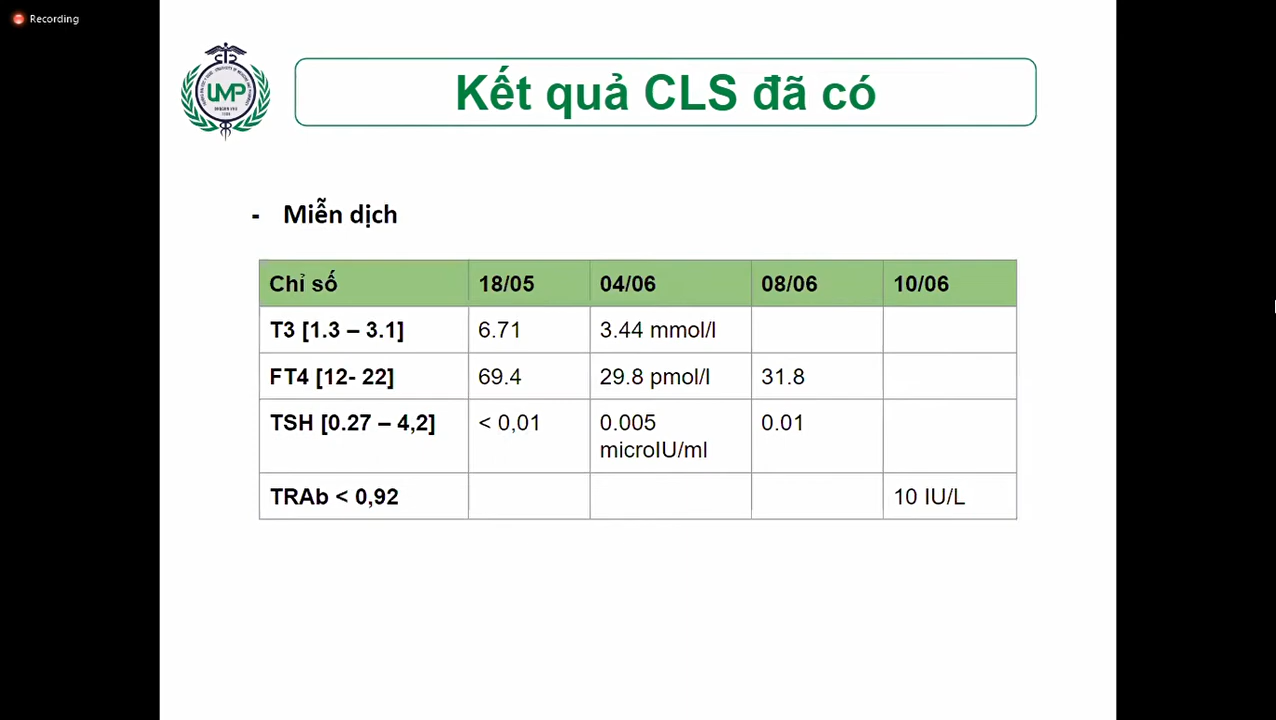 Recording
UMP
Kết quả CLS đã có
- Miễn dịch
Chỉ số 18/05 04/06 08/06 10/06
T3 [1.3 – 3.1] 6.71 3.44 mmol/l
FT4 [12- 22] 69.4 29.8 pmol/l 31.8
TSH [0.27 – 4,2] < 0,01 0.005 0.01
microIU/ml
TRAb < 0,92 10 IU/L